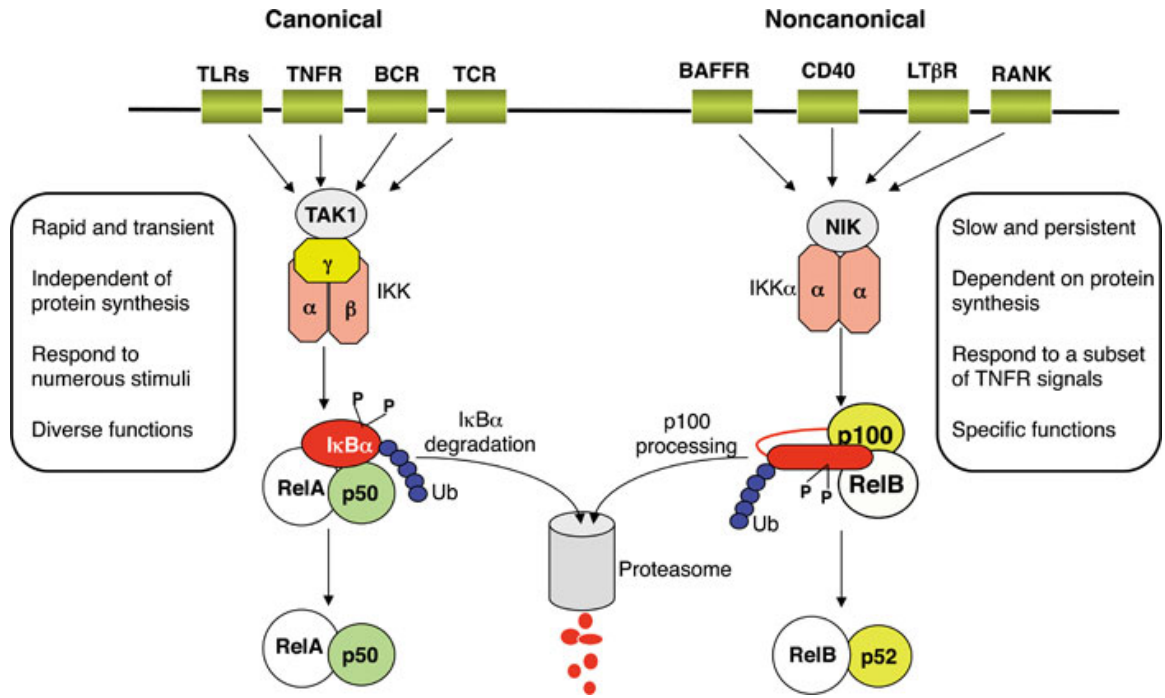 Canonical
Noncanonical
TLRs
TNFR
BCR
TCR
BAFFR
CD40
LTβR
RANK
Rapid and transient
Independent of
protein synthesis
Respond to
numerous stimuli
Diverse functions
TAK1
γ
α
β
IKK
NIK
IKKα
α
α
Slow and persistent
Dependent on protein
synthesis
Respond to a subset
of TNFR signals
Specific functions
P
P
IκBα
RelA
p50
Ub
IκBα
degradation
p100
processing
p100
RelB
P
P
Ub
Proteasome
RelA
p50
RelB
p52